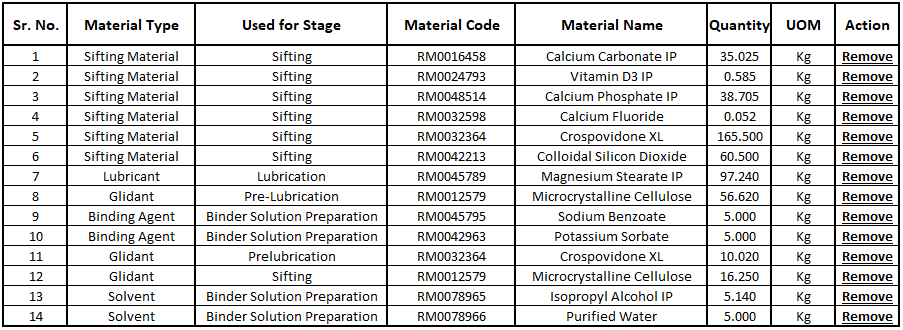 Sr. No. Material Type Used for Stage Material Code Material Name Quantity UOM Action
1 Sifting Material Sifting RM0016458 Calcium Carbonate IP 35.025 Kg Remove
2 Sifting Material Sifting RM0024793 Vitamin D3 IP 0.585 Kg Remove
3 Sifting Material Sifting RM0048514 Calcium Phosphate IP 38.705 Kg Remove
4 Sifting Material Sifting RM0032598 Calcium Fluoride 0.052 Kg Remove
5 Sifting Material Sifting RM0032364 Crospovidone XL 165.500 Kg Remove
6 Sifting Material Sifting RM0042213 Colloidal Silicon Dioxide 60.500 Kg Remove
7 Lubricant Lubrication RM0045789 Magnesium Stearate IP 97.240 Kg Remove
8 Glidant Pre-Lubrication RM0012579 Microcrystalline Cellulose 56.620 Kg Remove
9 Binding Agent Binder Solution Preparation RM0045795 Sodium Benzoate 5.000 Kg Remove
10 Binding Agent Binder Solution Preparation RM0042963 Potassium Sorbate 5.000 Kg Remove
11 Glidant Prelubrication RM0032364 Crospovidone XL 10.020 Kg Remove
12 Glidant Sifting RM0012579 Microcrystalline Cellulose 16.250 Kg Remove
13 Solvent Binder Solution Preparation RM0078965 Isopropyl Alcohol IP 5.140 Kg Remove
14 Solvent Binder Solution Preparation RM0078966 Purified Water 5.000 Kg Remove